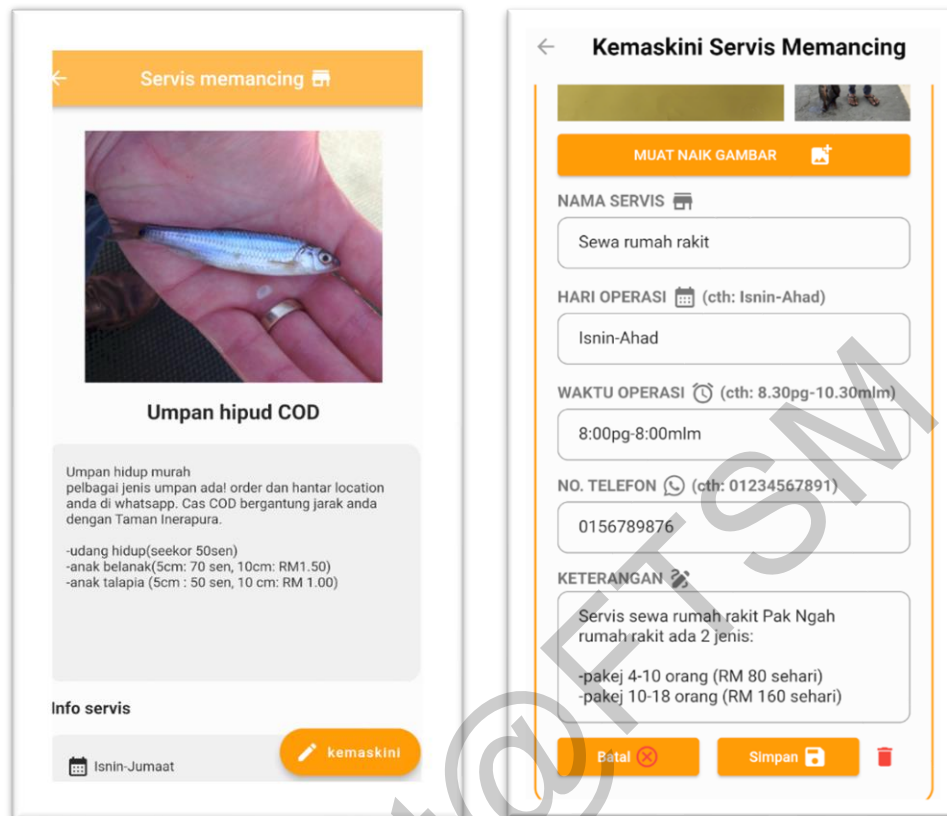 Servis memancing
Umpan hipud COD
Umpan hidup murah
pelbagai jenis umpan ada! order dan hantar location
anda di whatsapp. Cas COD bergantung jarak anda
dengan Taman Inerapura.
-udang hidup(seekor 50sen)
-anak belanak(5cm: 70 sen, 10cm: RM1.50)
-anak talapia (5cm : 50 sen, 10 cm: RM 1.00)
Info servis
Isnin-Jumaat
kemaskini
Kemaskini Servis Memancing
MUAT NAIK GAMBAR
NAMA SERVIS
Sewa rumah rakit
HARI OPERASI (cth: Isnin-Ahad)
Isnin-Ahad
WAKTU OPERASI (cth: 8.30pg-10.30mlm)
8:00pg-8:00mlm
NO. TELEFON (cth: 01234567891)
0156789876
KETERANGAN
Servis sewa rumah rakit Pak Ngah
rumah rakit ada 2 jenis:
-pakej 4-10 orang (RM 80 sehari)
-pakej 10-18 orang (RM 160 sehari)
Batal
Simpan
@FTSM